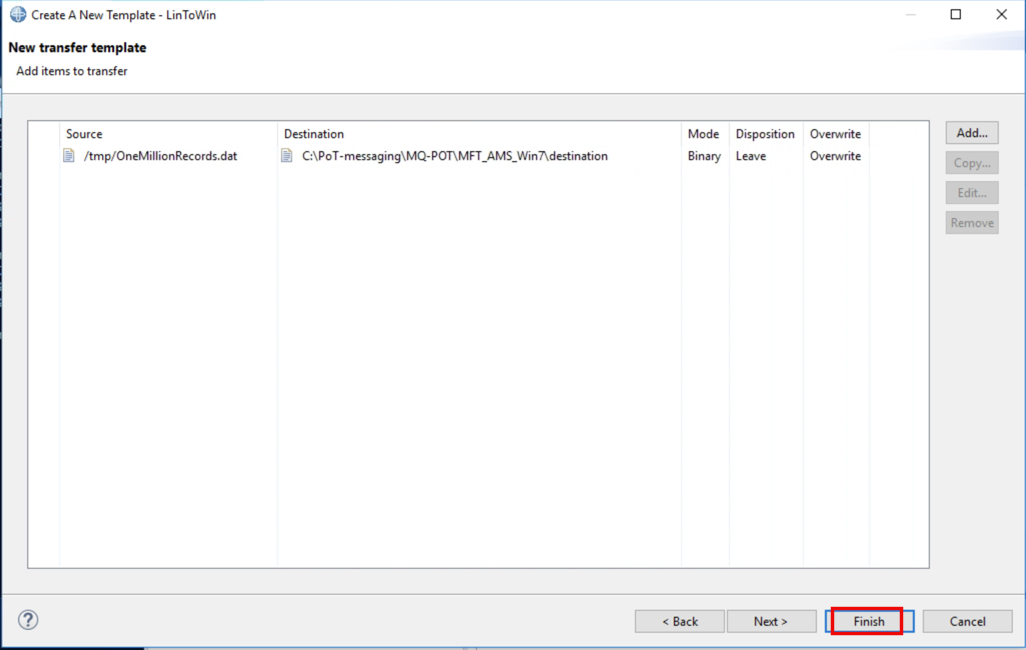 Create A New Template - LinToWin
New transfer template
Add items to transfer
Source Destination Mode Disposition Overwrite
/tmp/OneMillionRecords.dat C:\PoT-messaging\MQ-POT\MFT_AMS_Win7\destination Binary Leave Overwrite
Add...
Copy...
Edit...
Remove
?
< Back Next > Finish Cancel